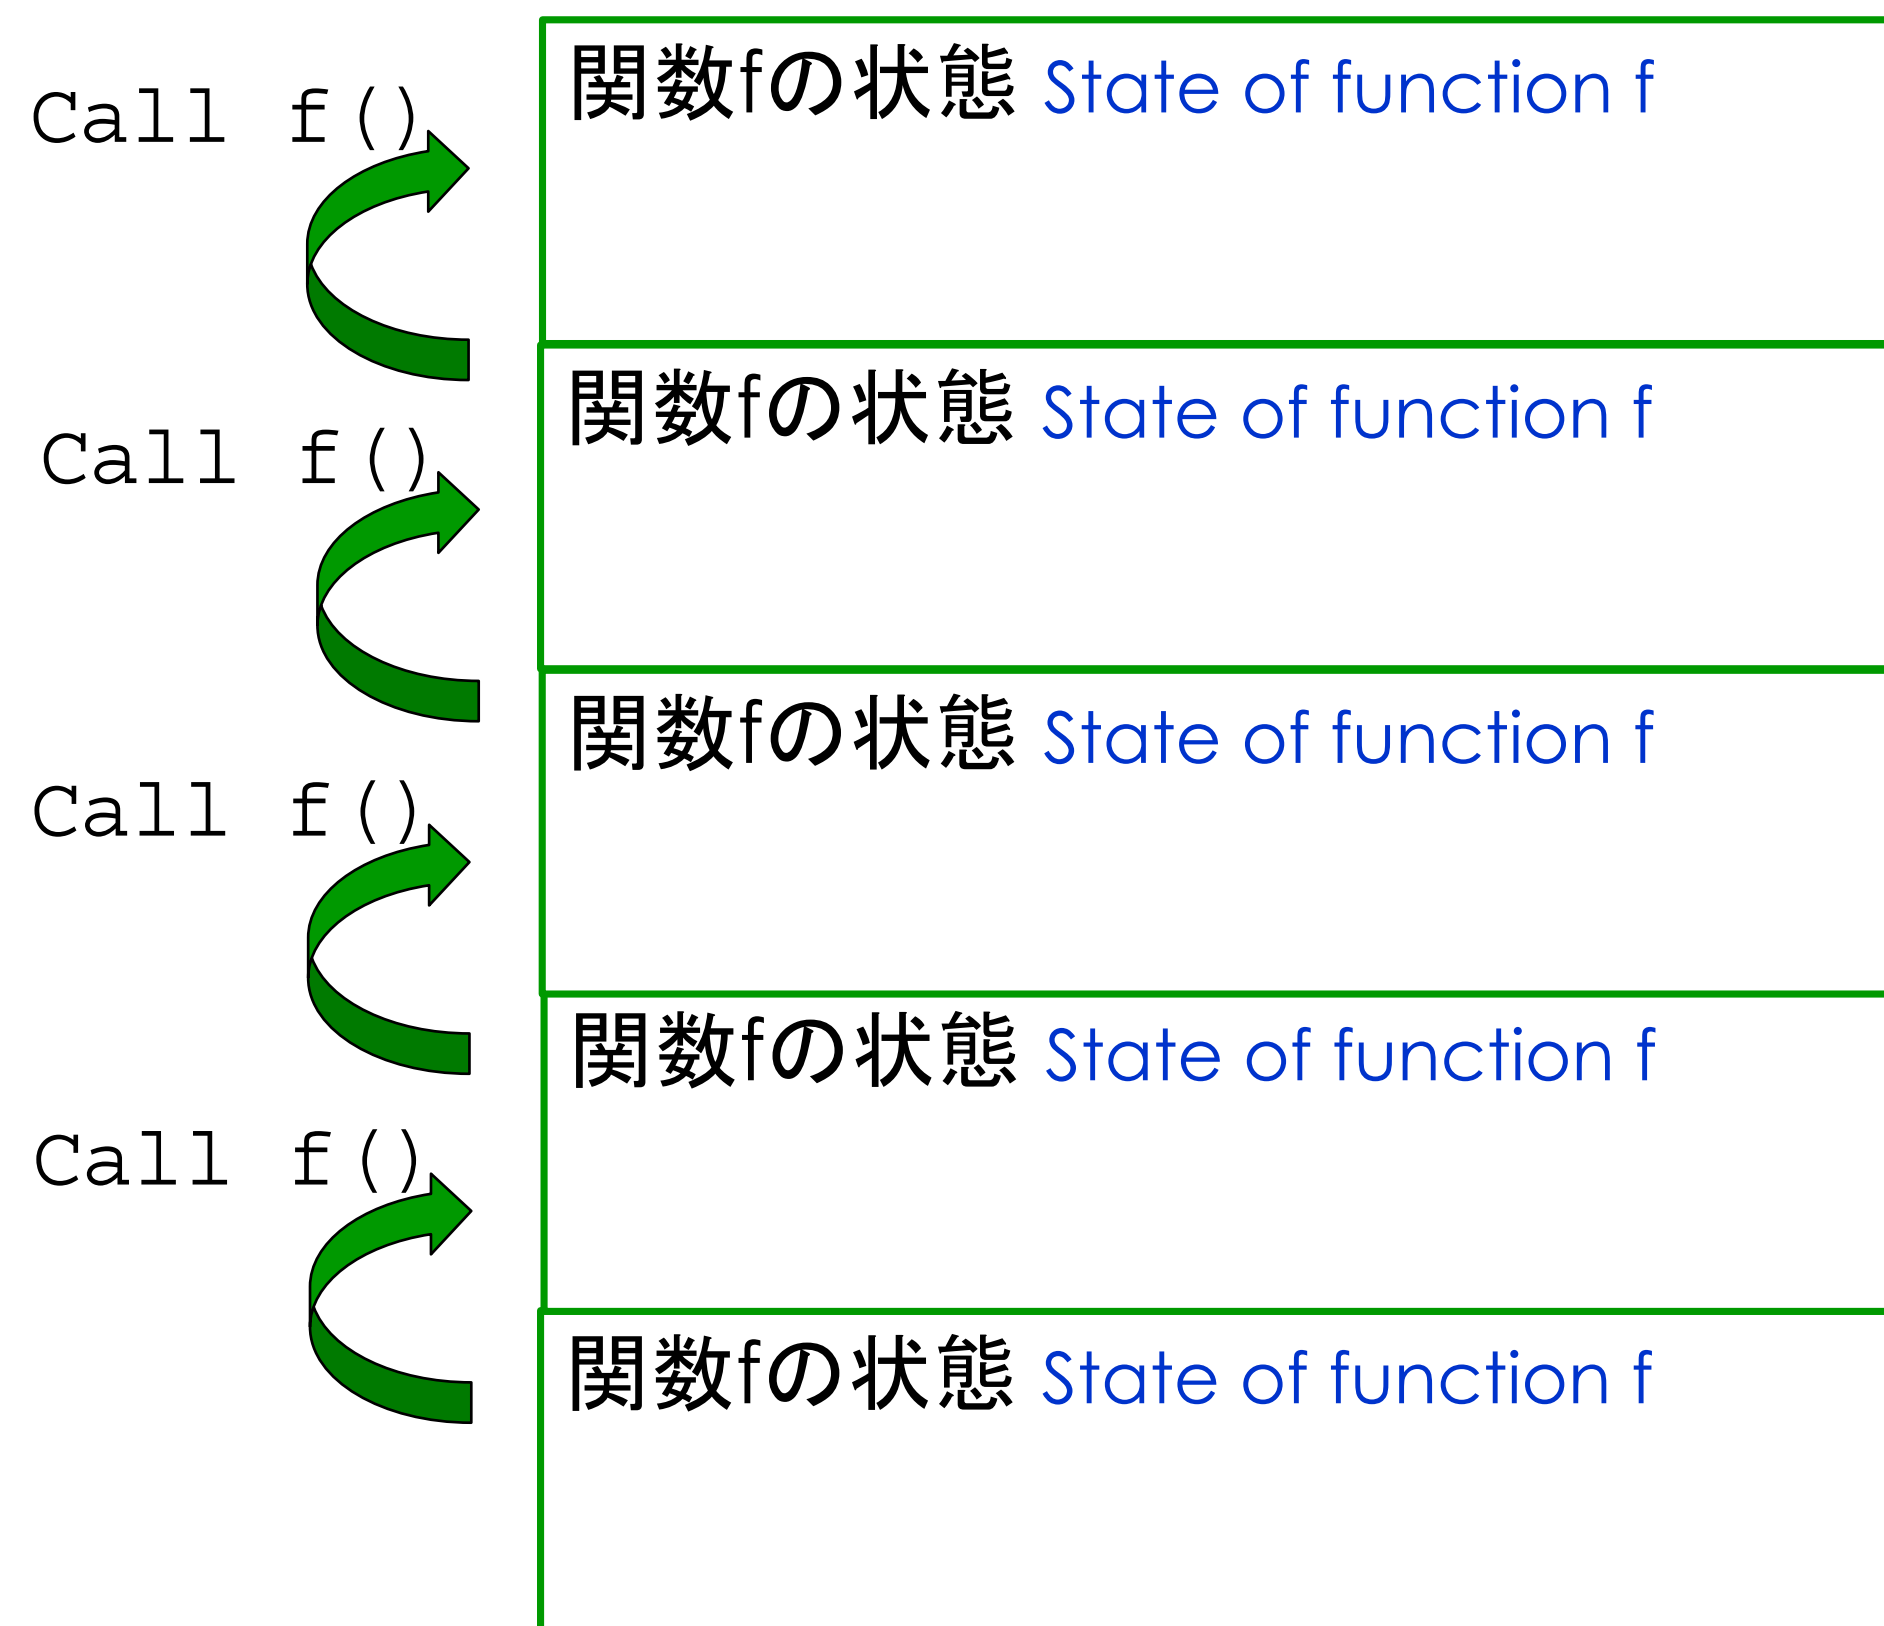 関数fの状態 State of function f
Call f()
関数fの状態 State of function f
Call f()
関数fの状態 State of function f
Call f()
関数fの状態 State of function f
Call f()
関数fの状態 State of function f